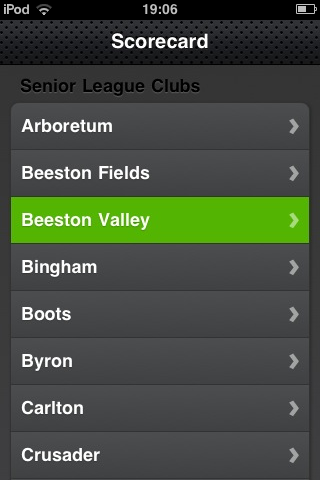 iPod 19:06
Scorecard
Senior League Clubs
Arboretum
Beeston Fields
Beeston Valley
Bingham
Boots
Byron
Carlton
Crusader